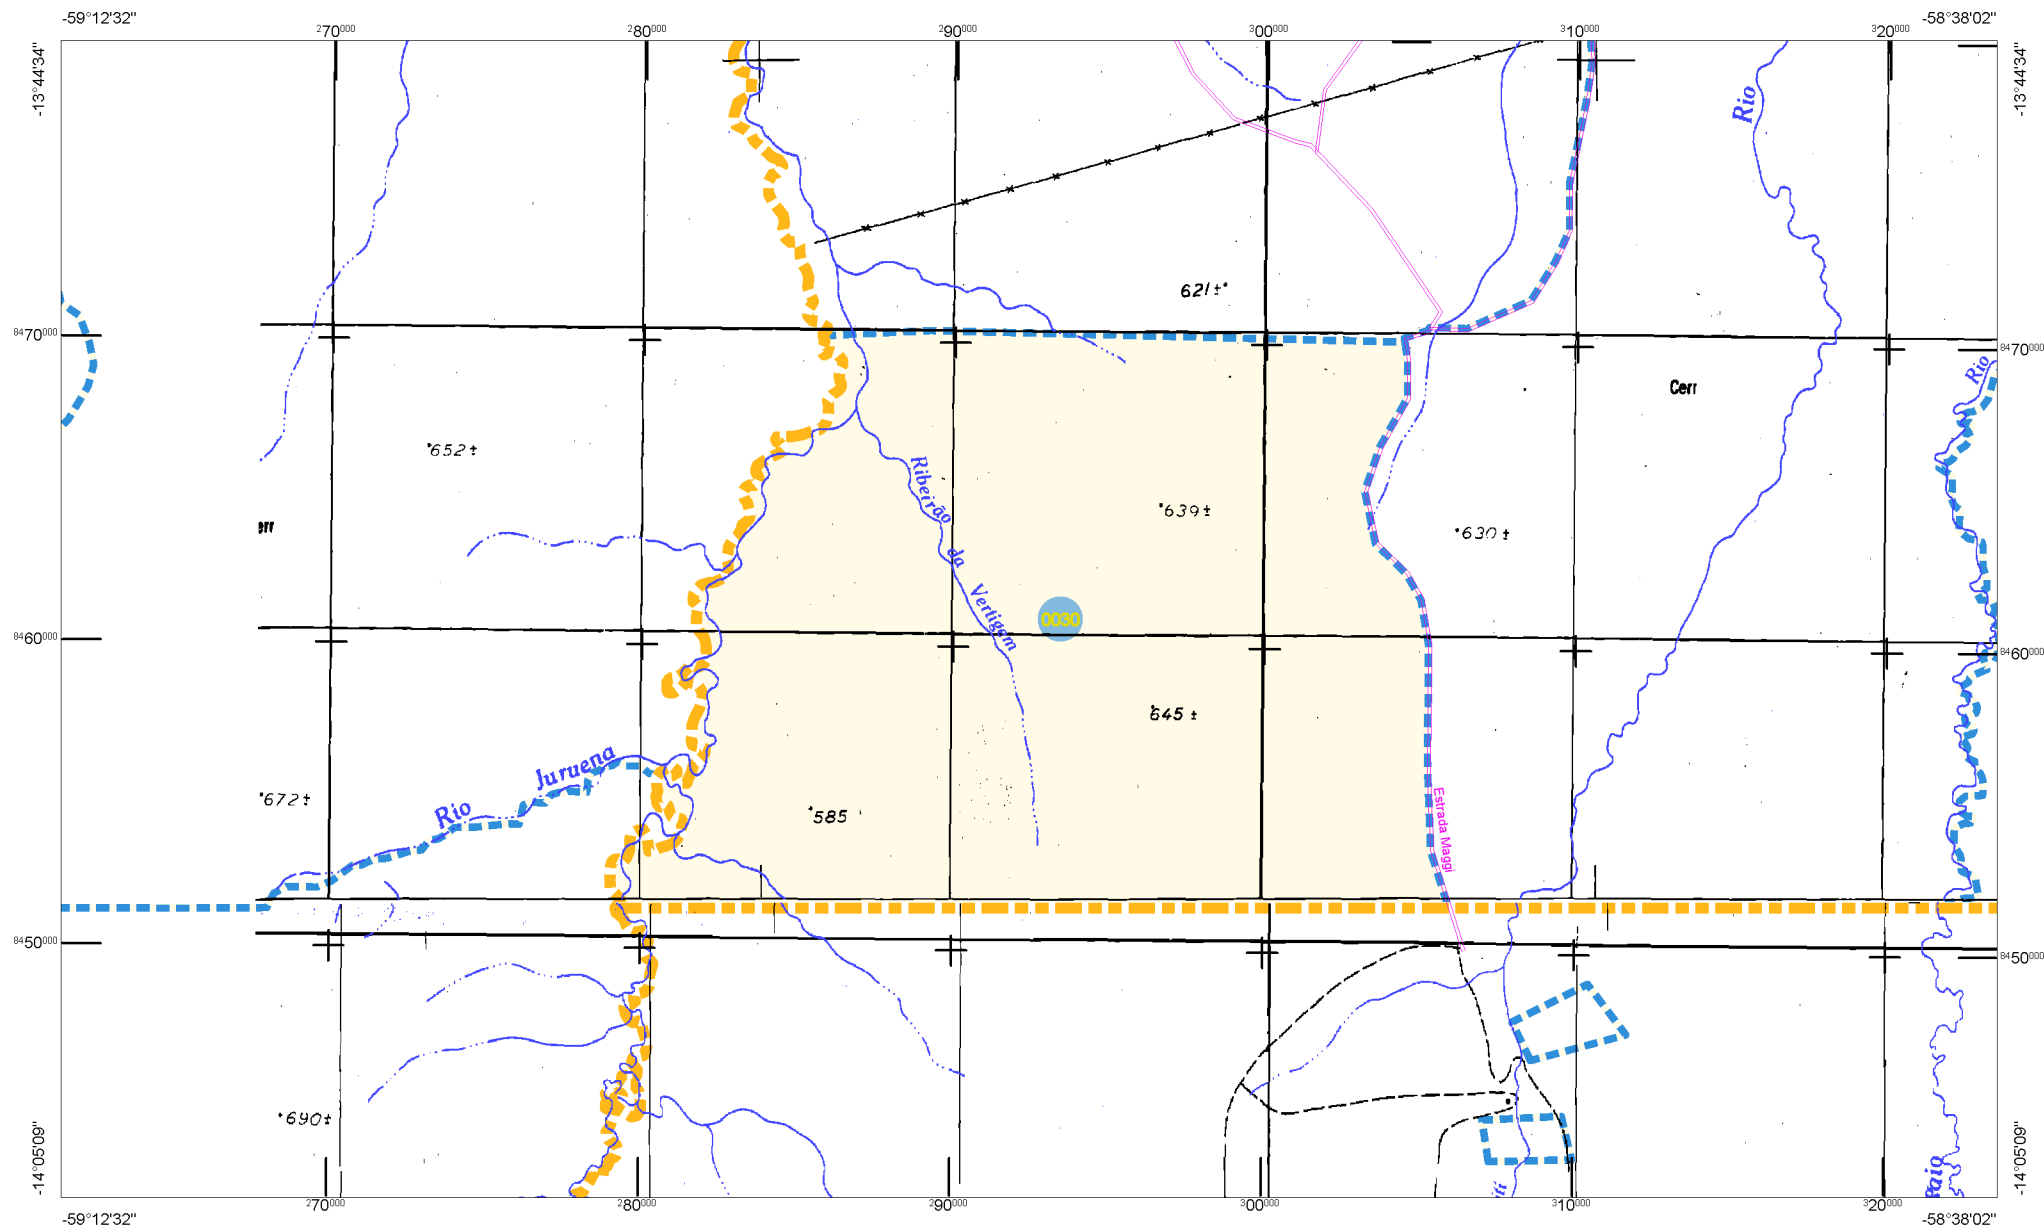 -59°12'32" -58°38'02"
270000 280000 290000 300000 310000 320000
-13°44'34" -13°44'34"
Rio
621±
8470000 8470000
Rio
Cerr
652±
Ribeirão
639±
err
630±
da
Vertigem
0030
8460000 8460000
645±
Juruena
672±
Rio
585
Estrada Maggi
8450000 8450000
690±
-14°05'09" -14°05'09"
270000 280000 290000 300000 310000 320000
-59°12'32" -58°38'02"